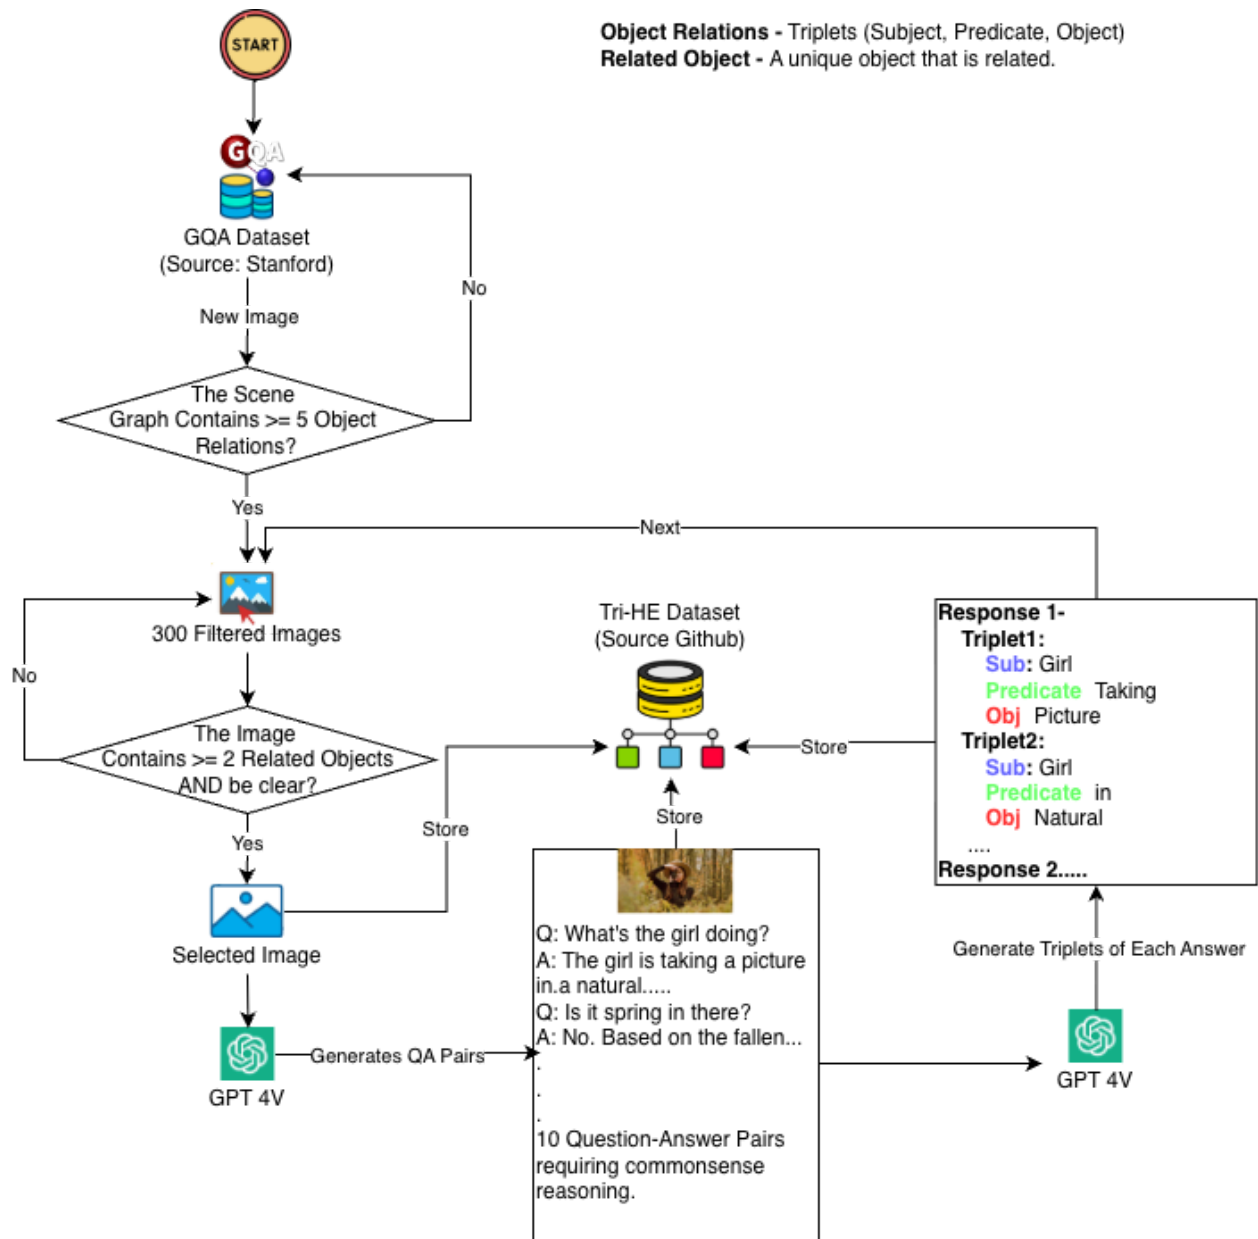 START
Object Relations - Triplets (Subject, Predicate, Object)
Related Object - A unique object that is related.
GQA
GQA Dataset
(Source: Stanford)
No
New Image
The Scene
Graph Contains >= 5 Object
Relations?
Yes
Next
300 Filtered Images
No
The Image
Contains >= 2 Related Objects
AND be clear?
Yes
Selected Image
Store
GPT 4V
Generates QA Pairs
Tri-HE Dataset
(Source Github)
Store
Store
Q: What's the girl doing?
A: The girl is taking a picture
in.a natural.....
Q: Is it spring in there?
A: No. Based on the fallen...
.
.
.
10 Question-Answer Pairs
requiring commonsense
reasoning.
Response 1-
Triplet1:
Sub: Girl
Predicate Taking
Obj Picture
Triplet2:
Sub: Girl
Predicate in
Obj Natural
....
Response 2.....
Generate Triplets of Each Answer
GPT 4V